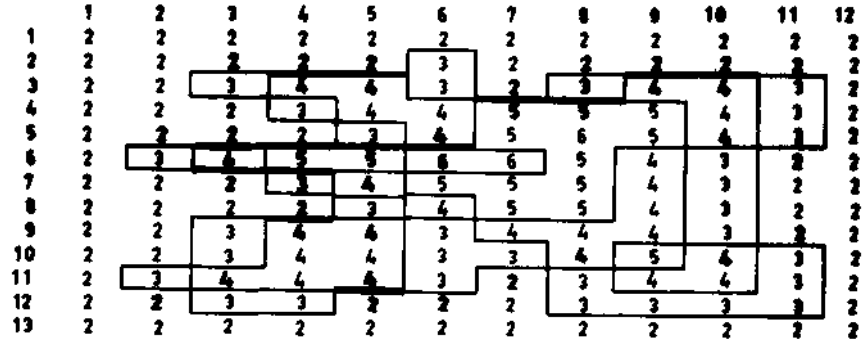 1 2 3 4 5 6 7 8 9 10 11 12
1 2 2 2 2 2 2 2 2 2 2 2 2
2 2 2 2 2 2 3 2 2 2 2 2 2
3 2 2 3 4 4 3 2 3 4 4 3 2
4 2 2 2 3 4 4 5 5 5 4 3 2
5 2 2 2 2 3 4 5 6 5 4 3 2
6 2 3 4 5 5 6 6 5 4 3 2 2
7 2 2 2 3 4 5 5 5 4 3 2 2
8 2 2 2 2 3 4 5 5 4 3 2 2
9 2 2 3 4 4 3 4 4 4 3 2 2
10 2 2 3 4 4 3 3 4 5 4 3 2
11 2 3 4 4 4 3 2 3 4 4 3 2
12 2 2 3 3 2 2 2 3 3 3 3 2
13 2 2 2 2 2 2 2 2 2 2 2 2